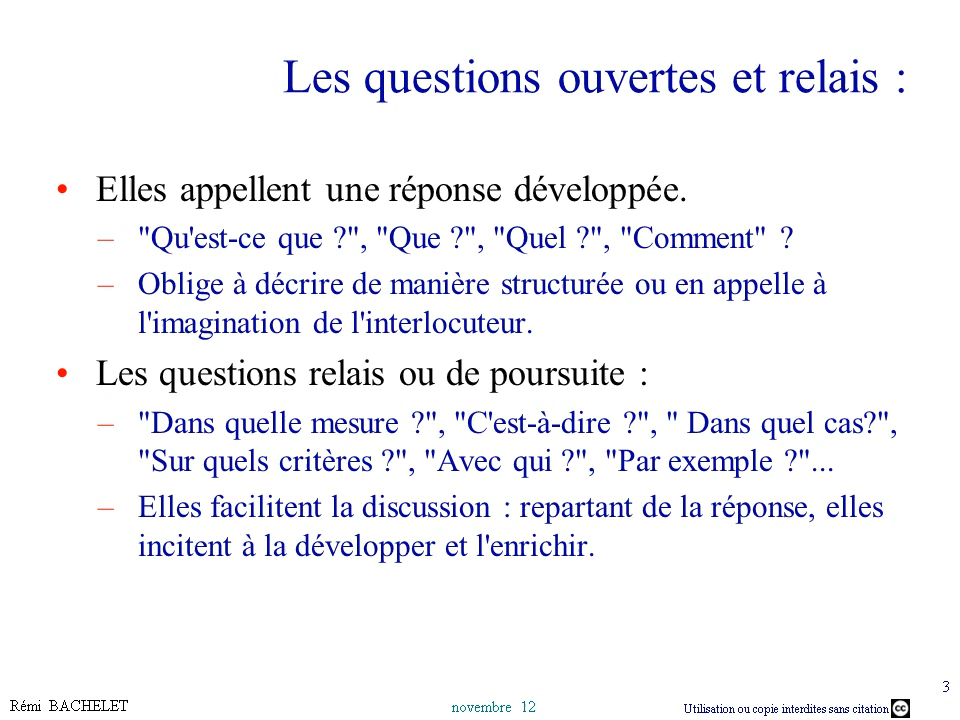 Les questions ouvertes et relais :
• Elles appellent une réponse développée.
– "Qu'est-ce que ?", "Que ?", "Quel ?", "Comment" ?
– Oblige à décrire de manière structurée ou en appelle à
l'imagination de l'interlocuteur.
• Les questions relais ou de poursuite :
– "Dans quelle mesure ?", "C'est-à-dire ?", " Dans quel cas?",
"Sur quels critères ?", "Avec qui ?", "Par exemple ?"...
– Elles facilitent la discussion : repartant de la réponse, elles
incitent à la développer et l'enrichir.
3
Rémi BACHELET
novembre 12
Utilisation ou copie interdites sans citation cc